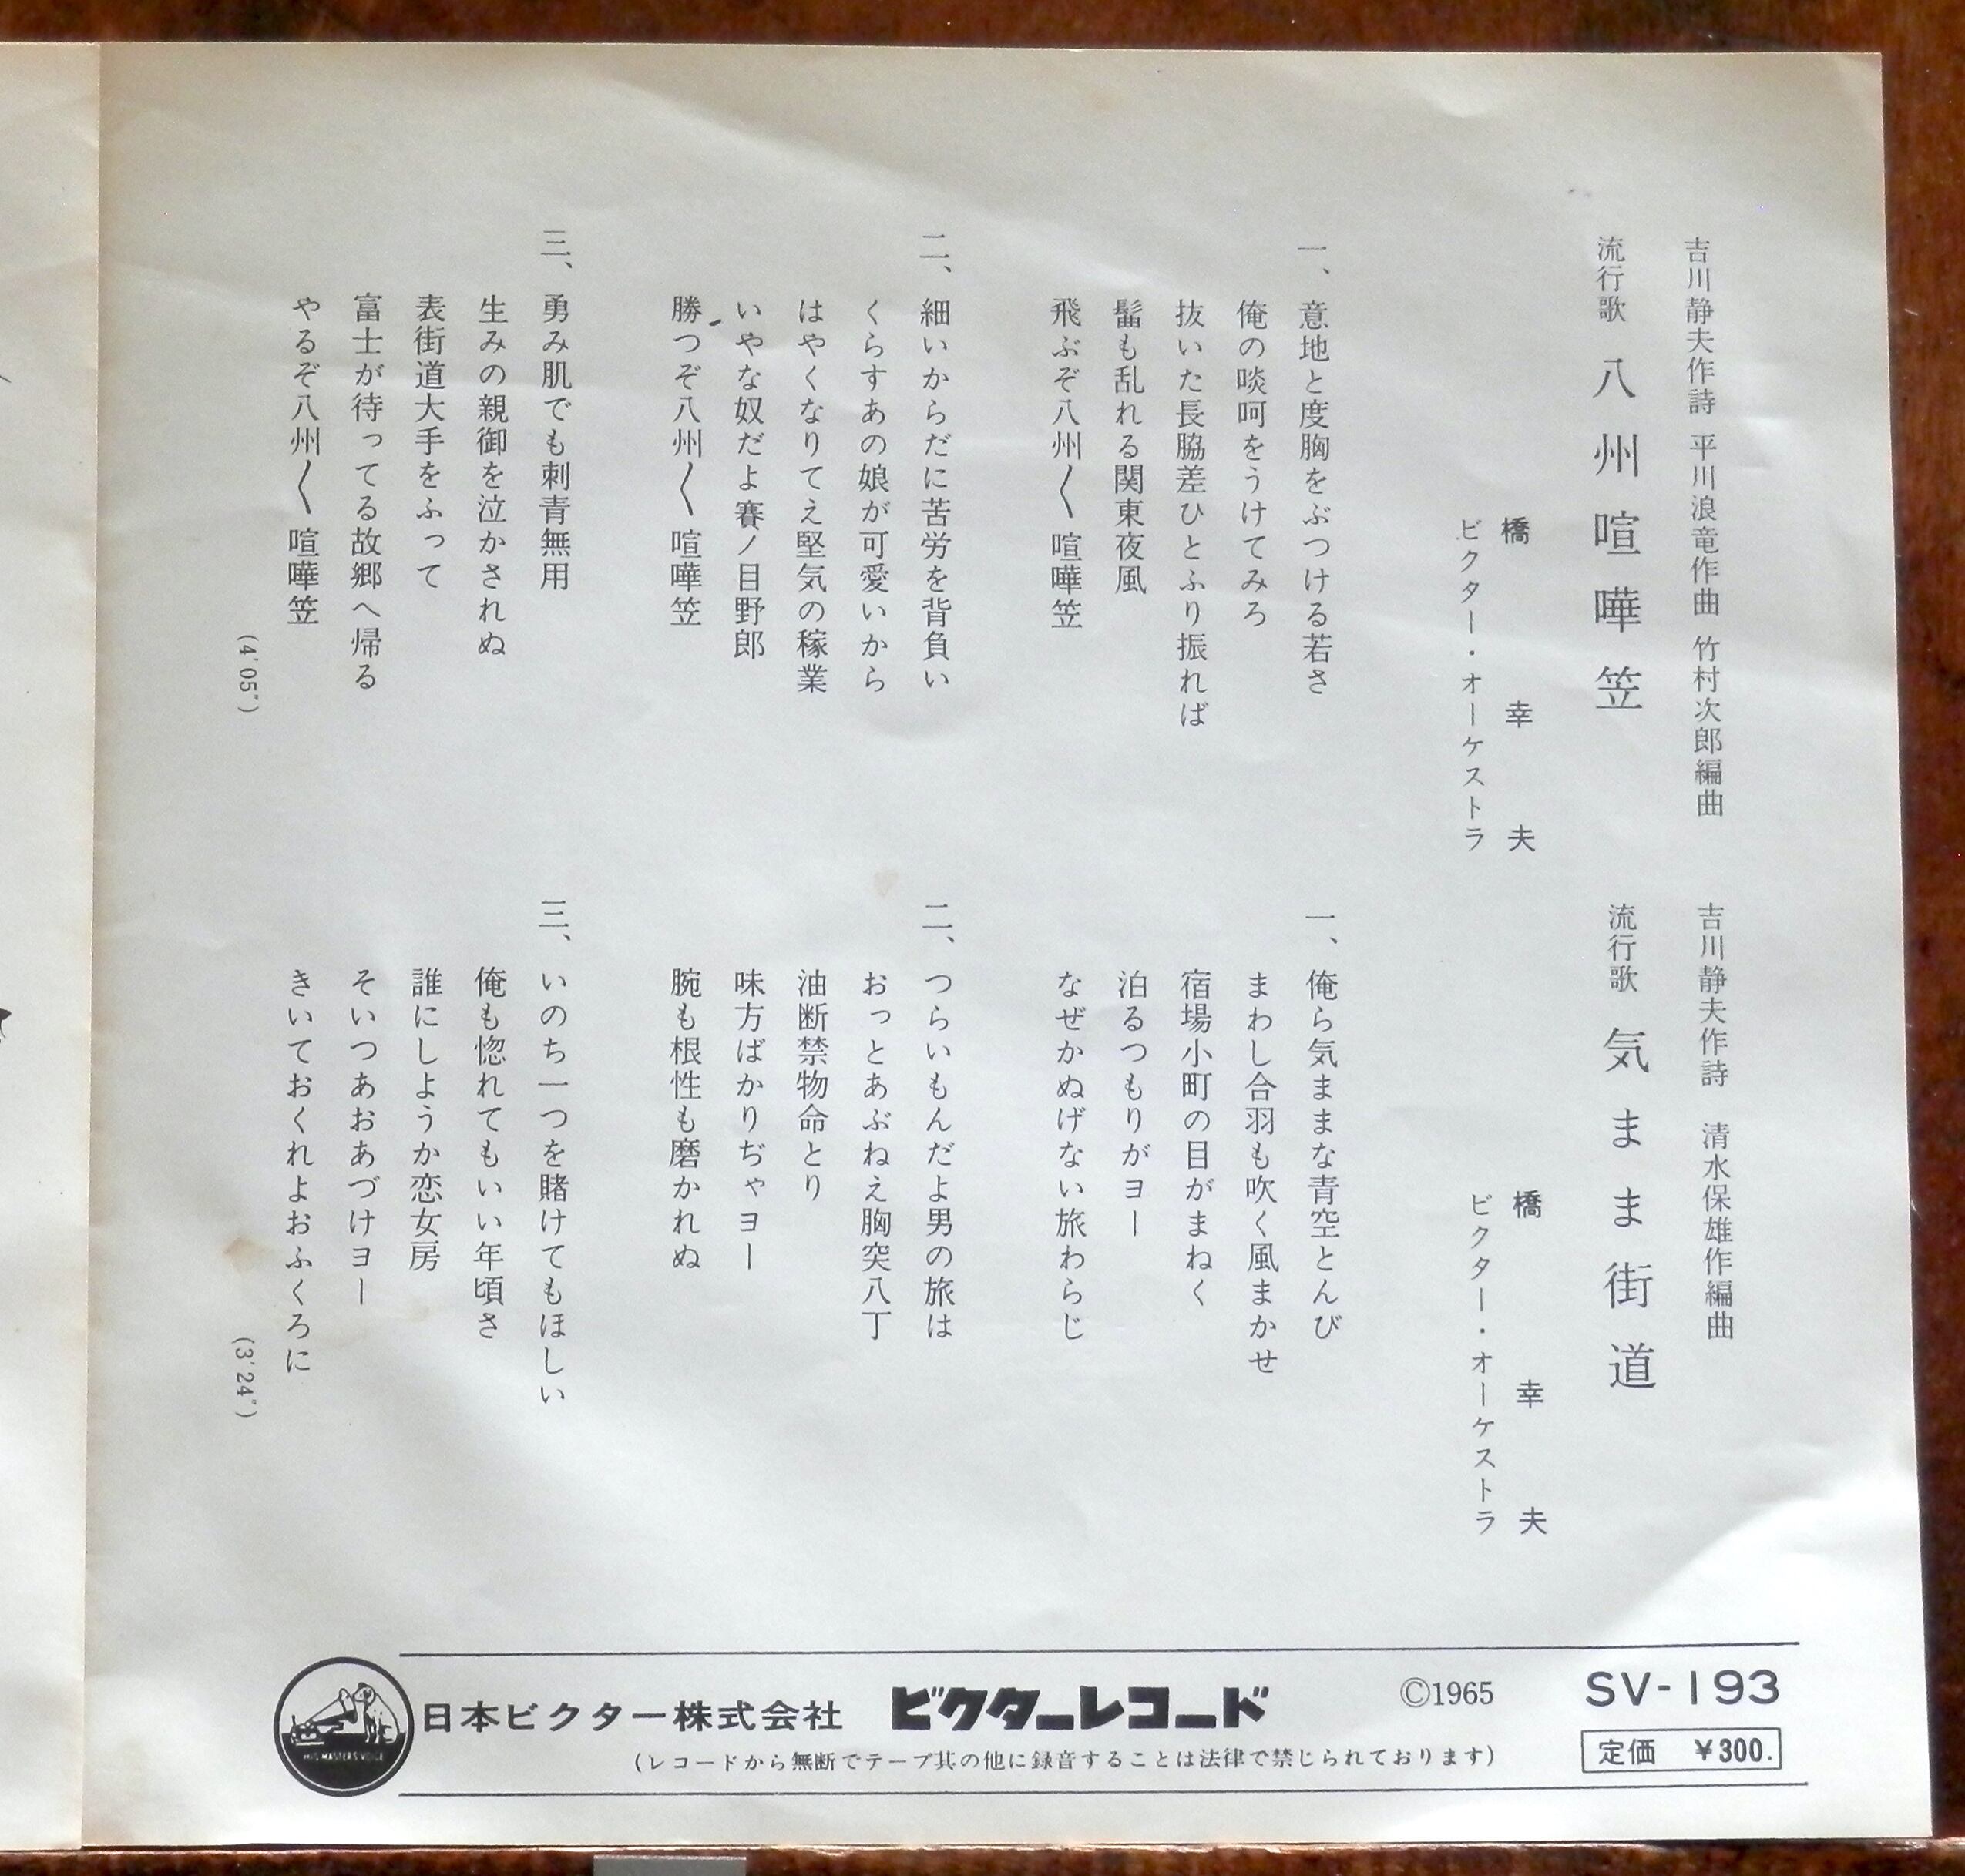 吉川静夫作詩 平川浪竜作曲 竹村次郎編曲
流行歌 八州喧嘩笠
橋幸夫
ビクター・オーケストラ
一、意地と度胸をぶつける若さ
俺の啖呵をうけてみろ
抜いた長脇差ひとふり振れば
髷も乱れる関東夜風
飛ぶぞ八州〳〵喧嘩笠
二、細いからだに苦労を背負い
くらすあの娘が可愛いから
はやくなりてえ堅気の稼業
いやな奴だよ賽ノ目野郎
勝つぞ八州〳〵喧嘩笠
三、勇み肌でも刺青無用
生みの親御を泣かされぬ
表街道大手をふって
富士が待ってる故郷へ帰る
やるぞ八州〳〵喧嘩笠
(4'05")
吉川静夫作詩 清水保雄作編曲
流行歌 気まま街道
橋幸夫
ビクター・オーケストラ
一、俺ら気ままな青空とんび
まわし合羽も吹く風まかせ
宿場小町の目がまねく
泊るつもりがヨー
なぜかぬげない旅わらじ
二、つらいもんだよ男の旅は
おっとあぶねえ胸突八丁
油断禁物命とり
味方ばかりぢゃヨー
腕も根性も磨かれぬ
三、いのち一つを賭けてもほしい
俺も惚れてもいい年頃さ
誰にしようか恋女房
そいつあおあづけヨー
きいておくれよおふくろに
(3'24")
HIS MASTER'S VOICE
日本ビクター株式会社 ビクターレコード ©1965 SV-193
(レコードから無断でテープ其の他に録音することは法律で禁じられております)
定価 ¥300.